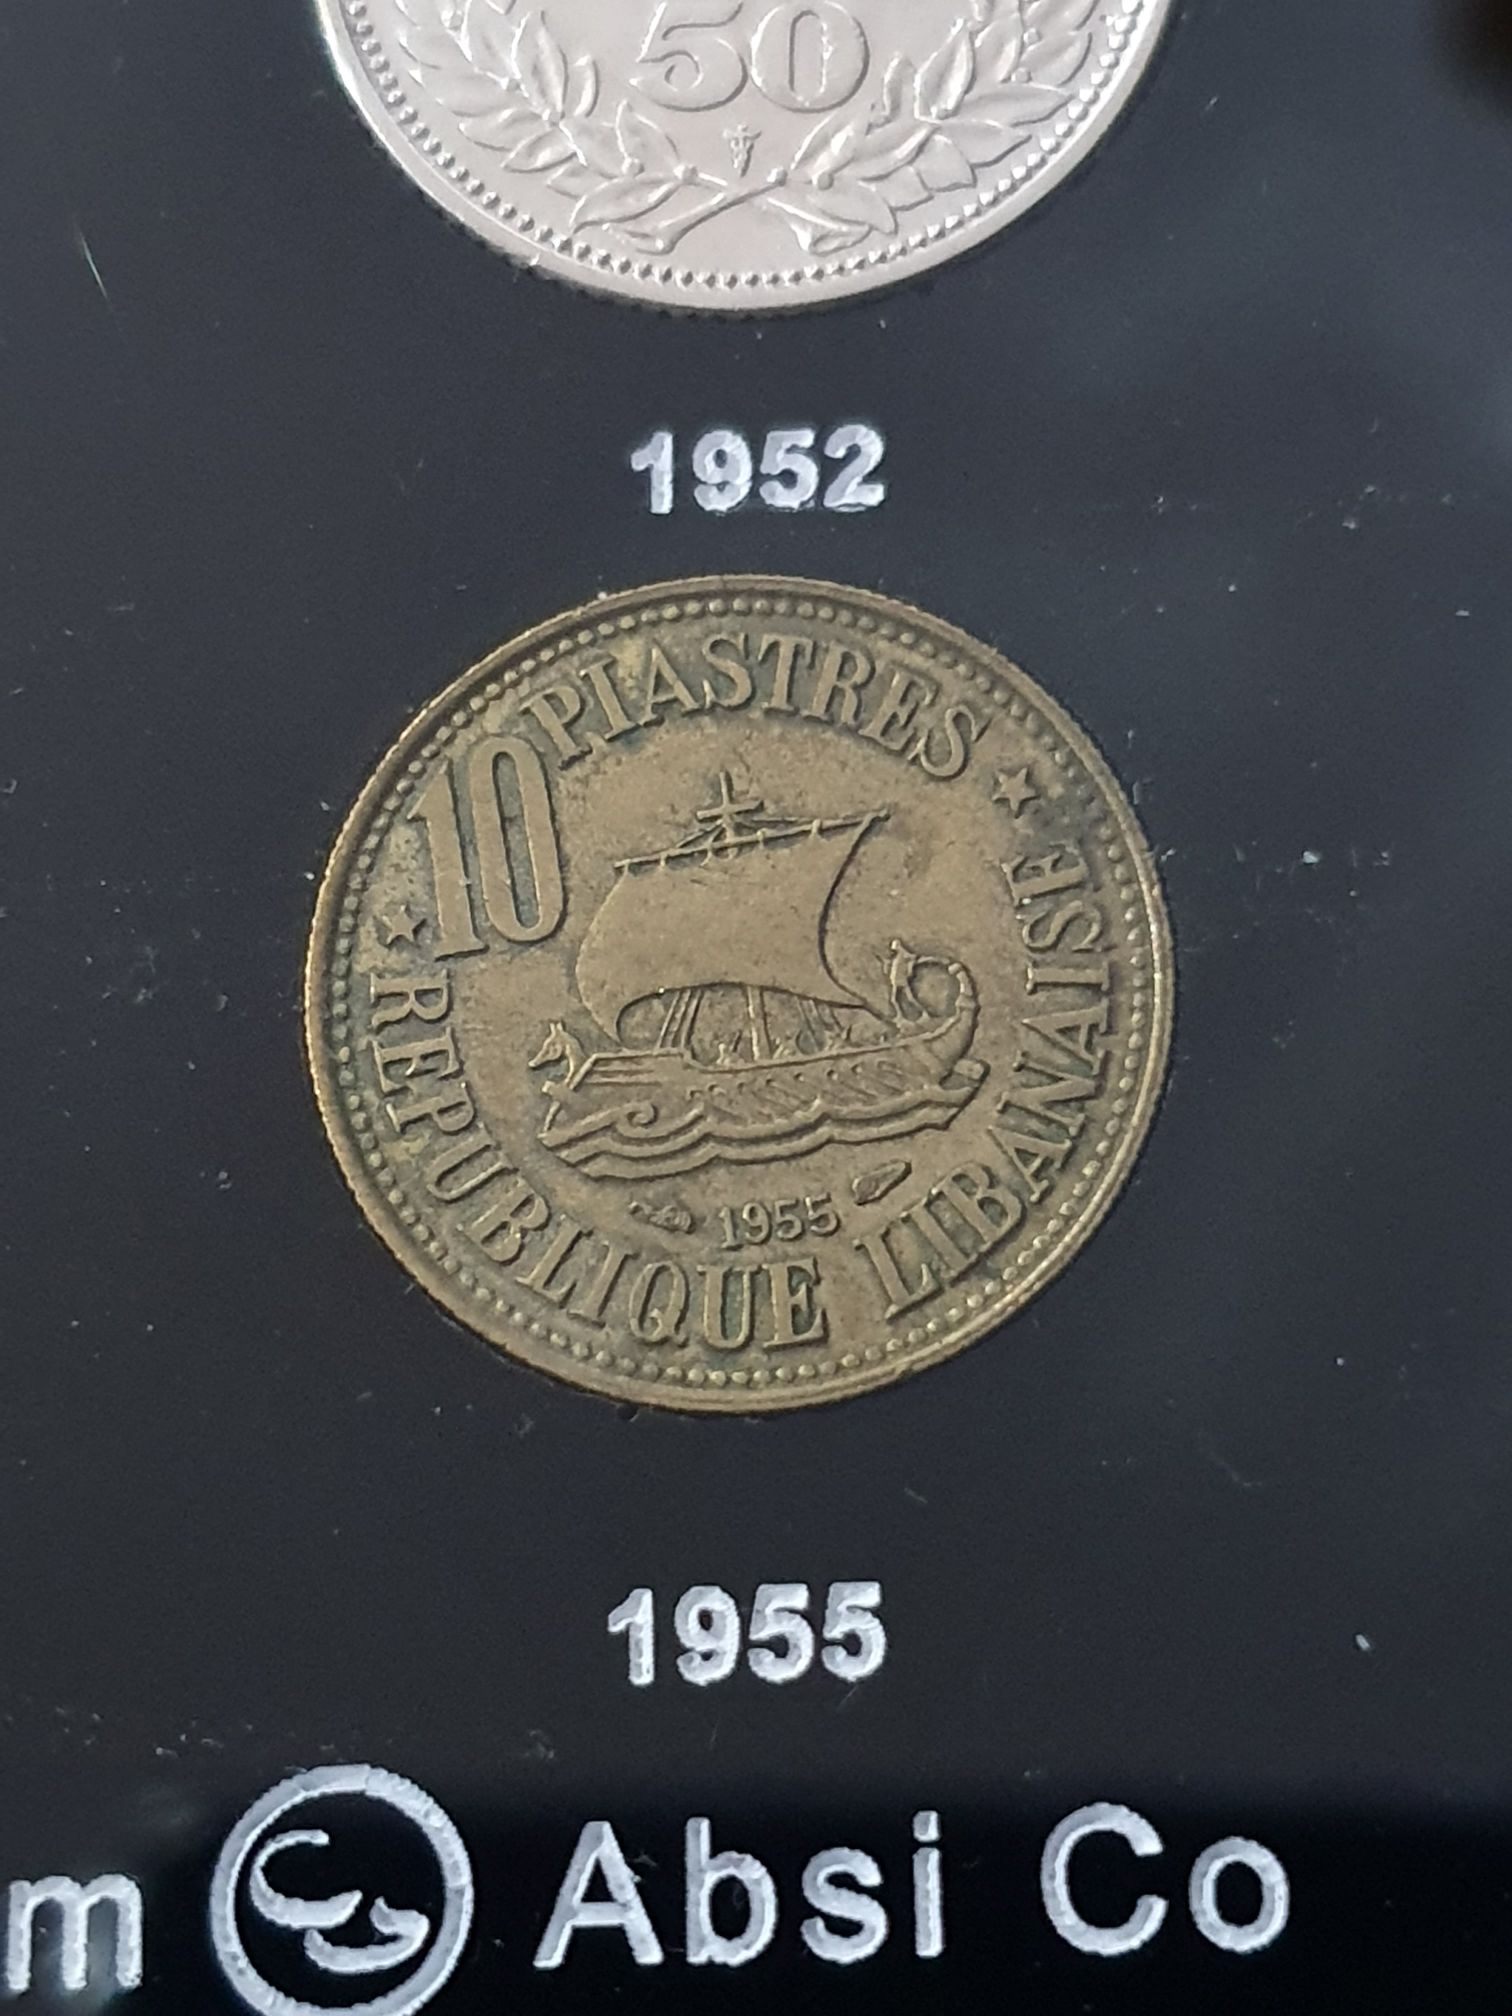 50
1952
10 PIASTRES
REPUBLIQUE LIBANAISE
1955
1955
m Absi Co